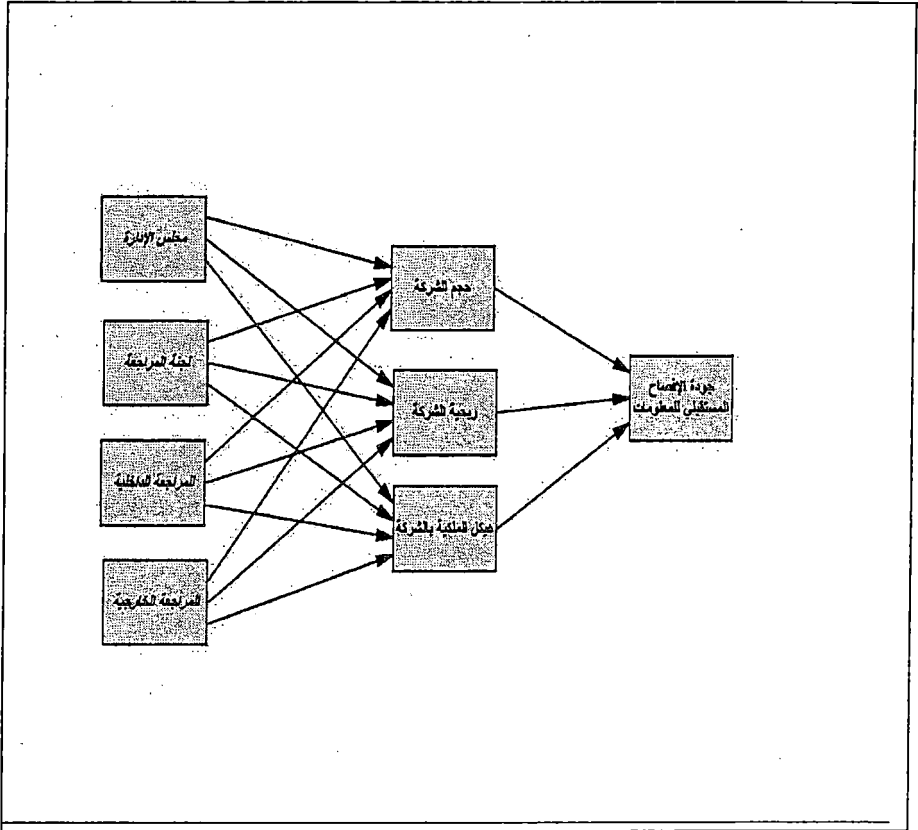 مجلس الإدارة
لجنة المراجعة
المراجعة الداخلية
المراجعة الخارجية
حجم الشركة
ربحية الشركة
هيكل الملكية بالشركة
جودة الإفصاح
المستقبلي للمعلومات